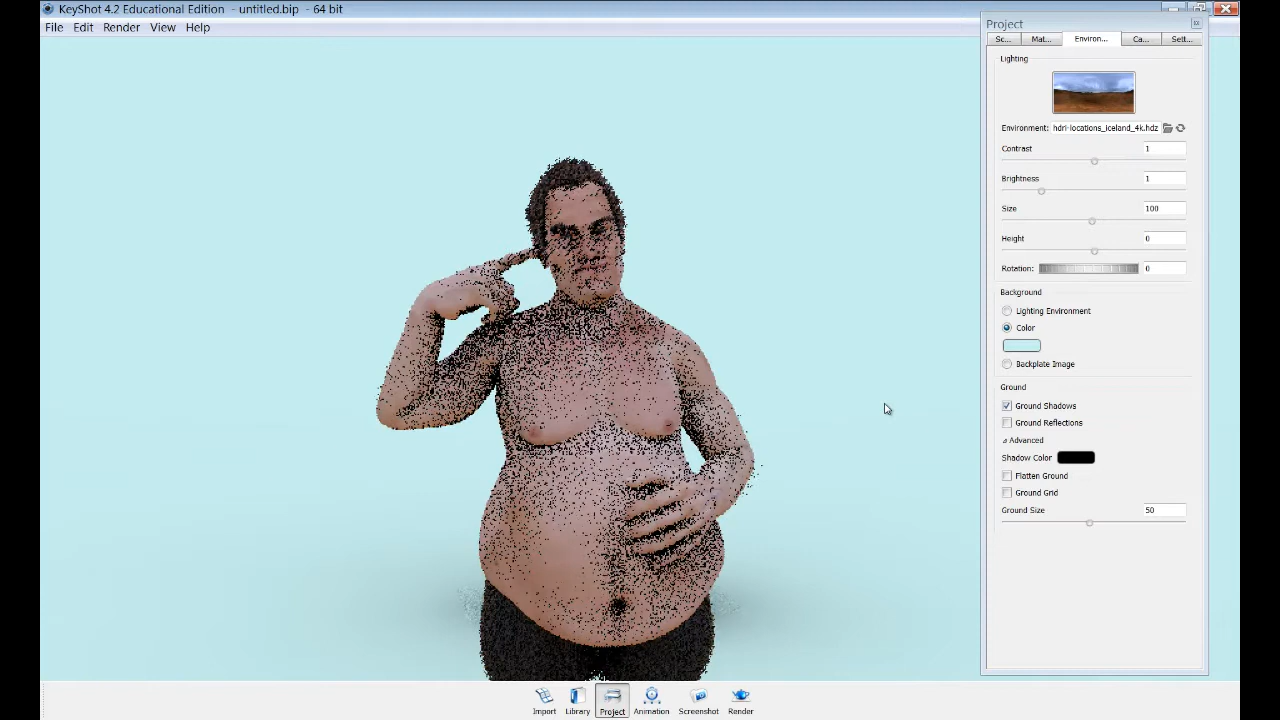 KeyShot 4.2 Educational Edition - untitled.bip - 64 bit
File Edit Render View Help
Project
Sc... Mat... Environ... Ca... Sett...
Lighting
Environment: hdri-locations_iceland_4k.hdz
Contrast 1
Brightness 1
Size 100
Height 0
Rotation: 0
Background
Lighting Environment
Color
Backplate Image
Ground
Ground Shadows
Ground Reflections
Advanced
Shadow Color
Flatten Ground
Ground Grid
Ground Size 50
Import Library Project Animation Screenshot Render